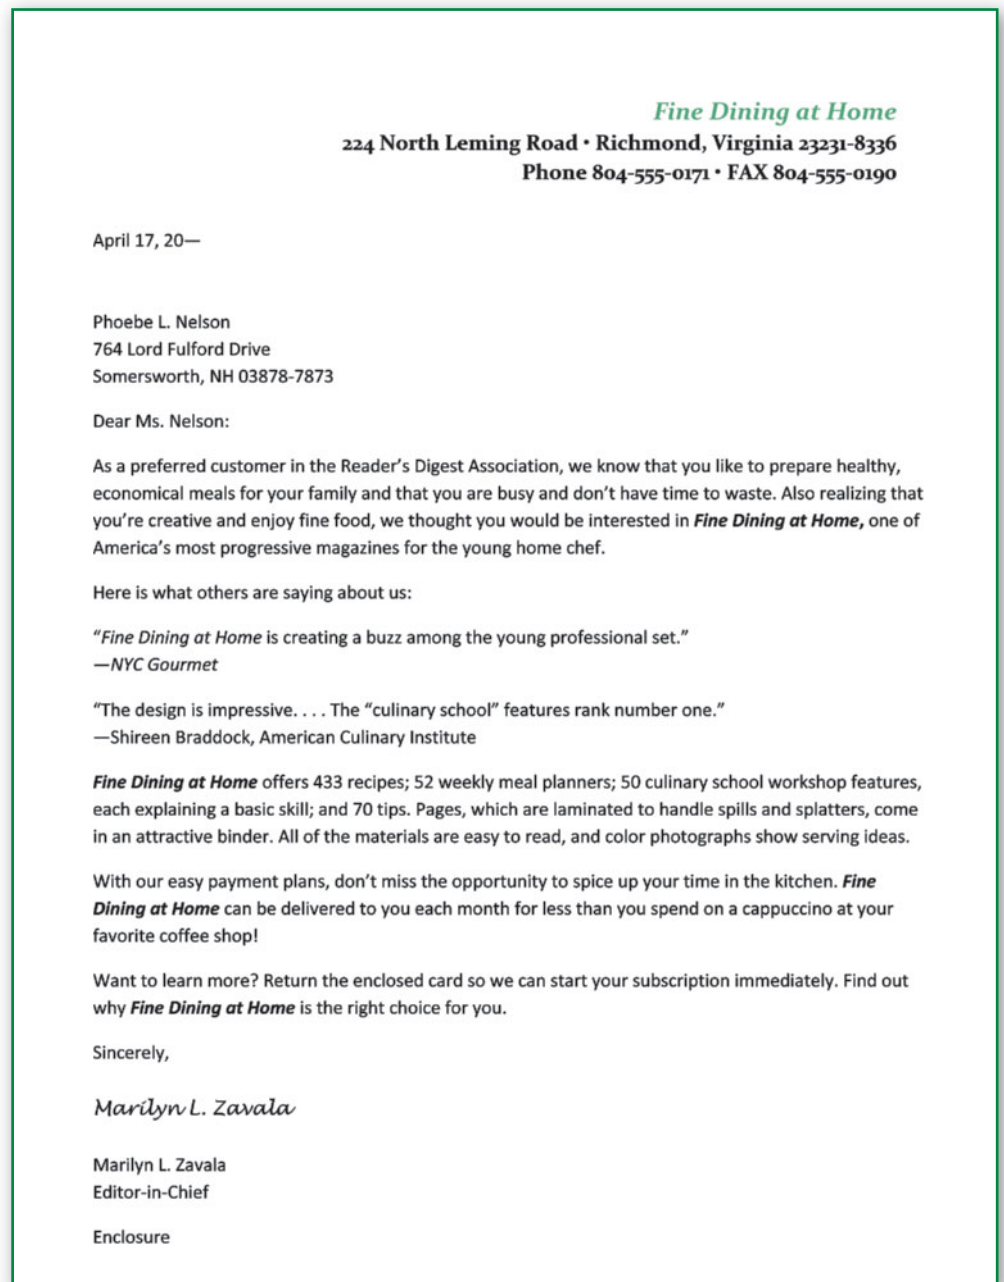 Fine Dining at Home
224 North Leming Road • Richmond, Virginia 23231-8336
Phone 804-555-0171 • FAX 804-555-0190
April 17, 20—
Phoebe L. Nelson
764 Lord Fulford Drive
Somersworth, NH 03878-7873
Dear Ms. Nelson:
As a preferred customer in the Reader’s Digest Association, we know that you like to prepare healthy,
economical meals for your family and that you are busy and don’t have time to waste. Also realizing that
you’re creative and enjoy fine food, we thought you would be interested in Fine Dining at Home, one of
America’s most progressive magazines for the young home chef.
Here is what others are saying about us:
“Fine Dining at Home is creating a buzz among the young professional set.”
—NYC Gourmet
“The design is impressive. . . . The “culinary school” features rank number one.”
—Shireen Braddock, American Culinary Institute
Fine Dining at Home offers 433 recipes; 52 weekly meal planners; 50 culinary school workshop features,
each explaining a basic skill; and 70 tips. Pages, which are laminated to handle spills and splatters, come
in an attractive binder. All of the materials are easy to read, and color photographs show serving ideas.
With our easy payment plans, don’t miss the opportunity to spice up your time in the kitchen. Fine
Dining at Home can be delivered to you each month for less than you spend on a cappuccino at your
favorite coffee shop!
Want to learn more? Return the enclosed card so we can start your subscription immediately. Find out
why Fine Dining at Home is the right choice for you.
Sincerely,
Marilyn L. Zavala
Marilyn L. Zavala
Editor-in-Chief
Enclosure